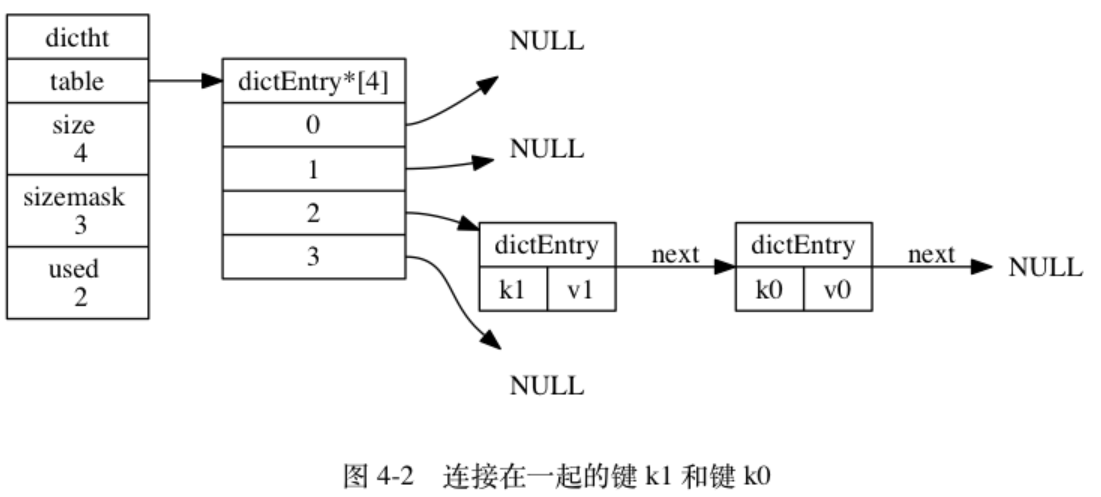 dictht
table
size
4
sizemask
3
used
2
dictEntry*[4]
0
1
2
3
NULL
NULL
dictEntry
k1 v1
next
dictEntry
k0 v0
next
NULL
NULL
图 4-2 连接在一起的键 k1 和键 k0